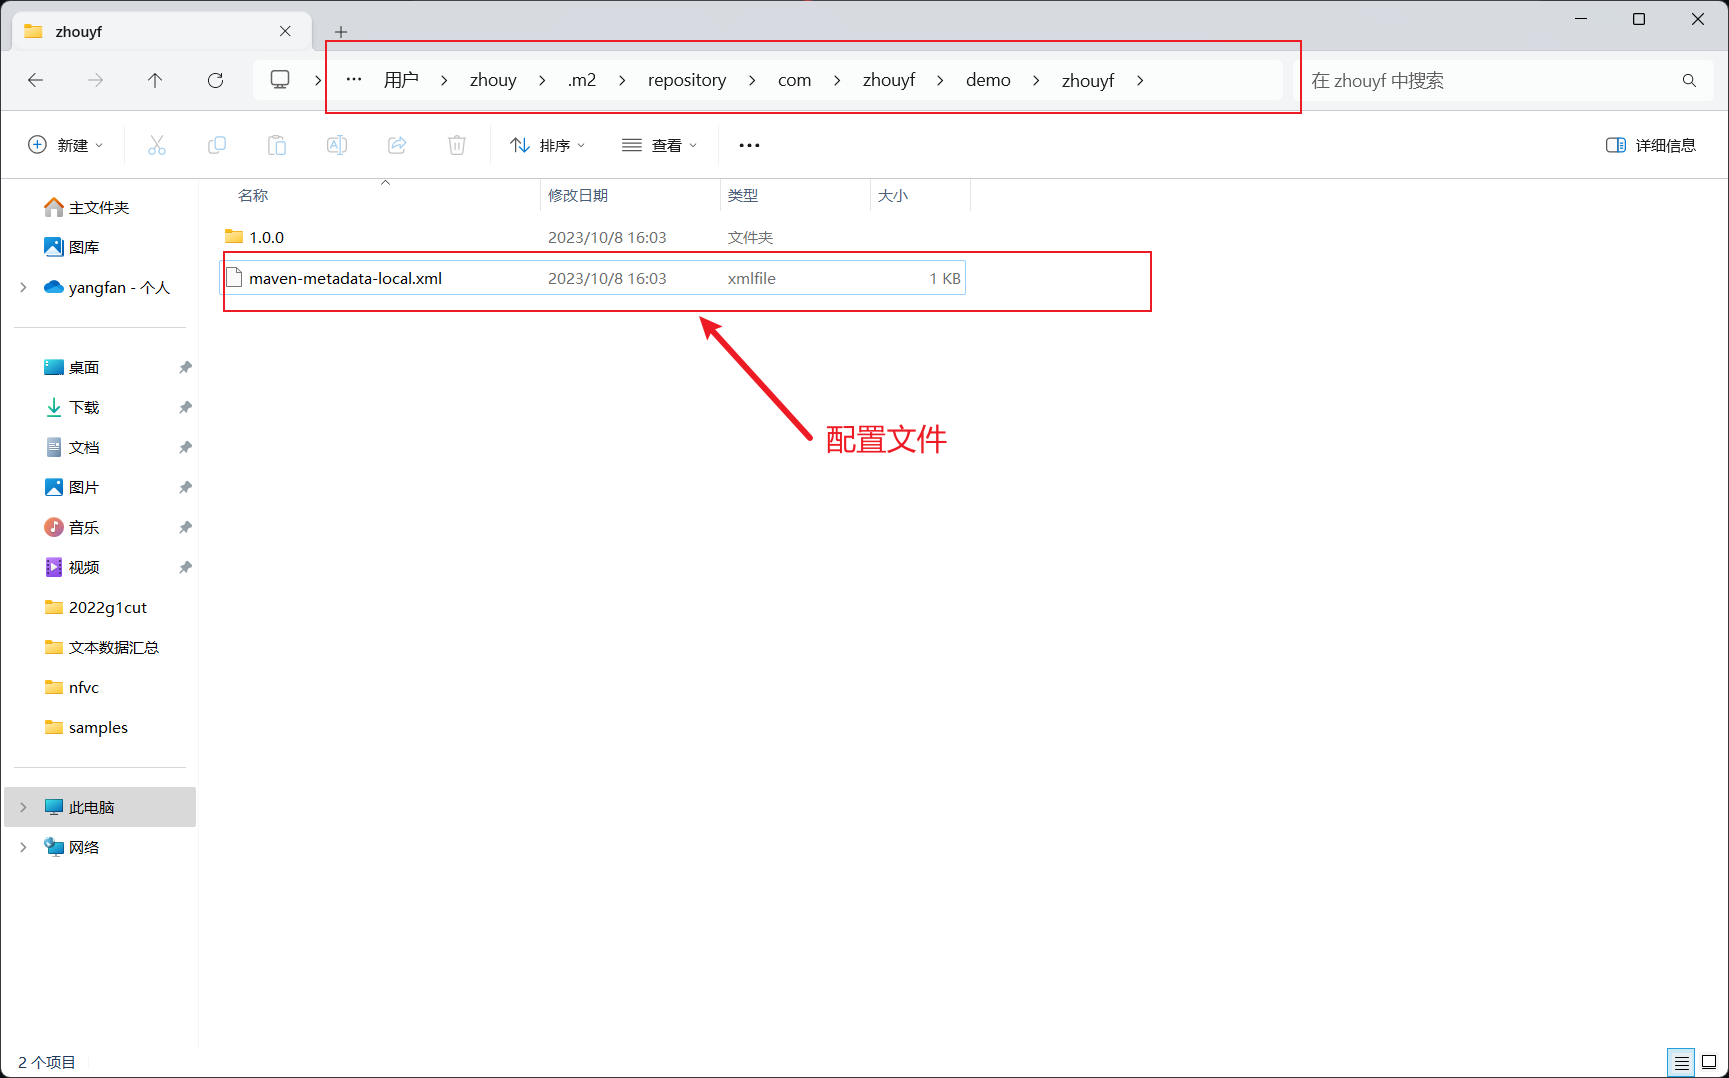 zhouyf
用户 zhouy .m2 repository com zhouyf demo zhouyf
在 zhouyf 中搜索
新建 排序 查看 详细信息
名称 修改日期 类型 大小
1.0.0 2023/10/8 16:03 文件夹
maven-metadata-local.xml 2023/10/8 16:03 xmlfile 1 KB
配置文件
主文件夹
图库
yangfan - 个人
桌面
下载
文档
图片
音乐
视频
2022g1cut
文本数据汇总
nfvc
samples
此电脑
网络
2 个项目